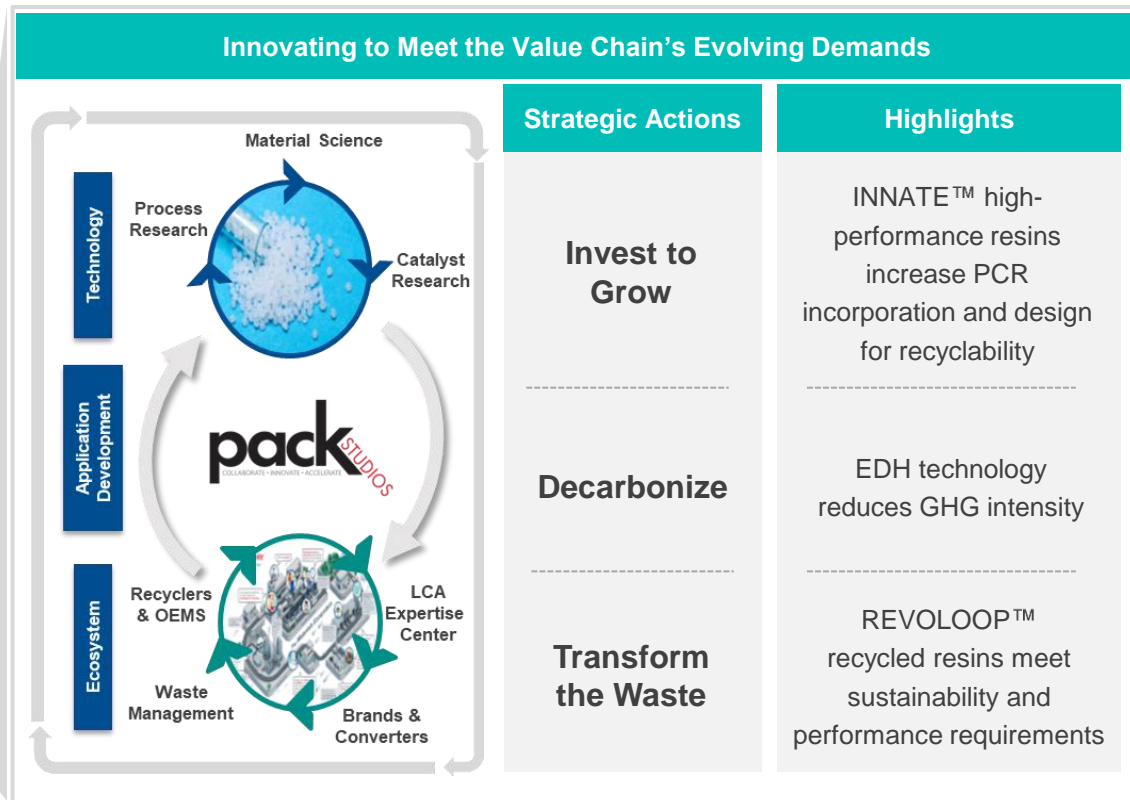 Innovating to Meet the Value Chain's Evolving Demands
Material Science
Process
Research
Catalyst
Research
Technology
Application
Development
pack
STUDIOS
COLLABORATE • INNOVATE • ACCELERATE
Ecosystem
Recyclers
& OEMS
LCA
Expertise
Center
Waste
Management
Brands &
Converters
Strategic Actions
Highlights
Invest to
Grow
INNATE™ high-
performance resins
increase PCR
incorporation and design
for recyclability
Decarbonize
EDH technology
reduces GHG intensity
Transform
the Waste
REVOLOOP™
recycled resins meet
sustainability and
performance requirements